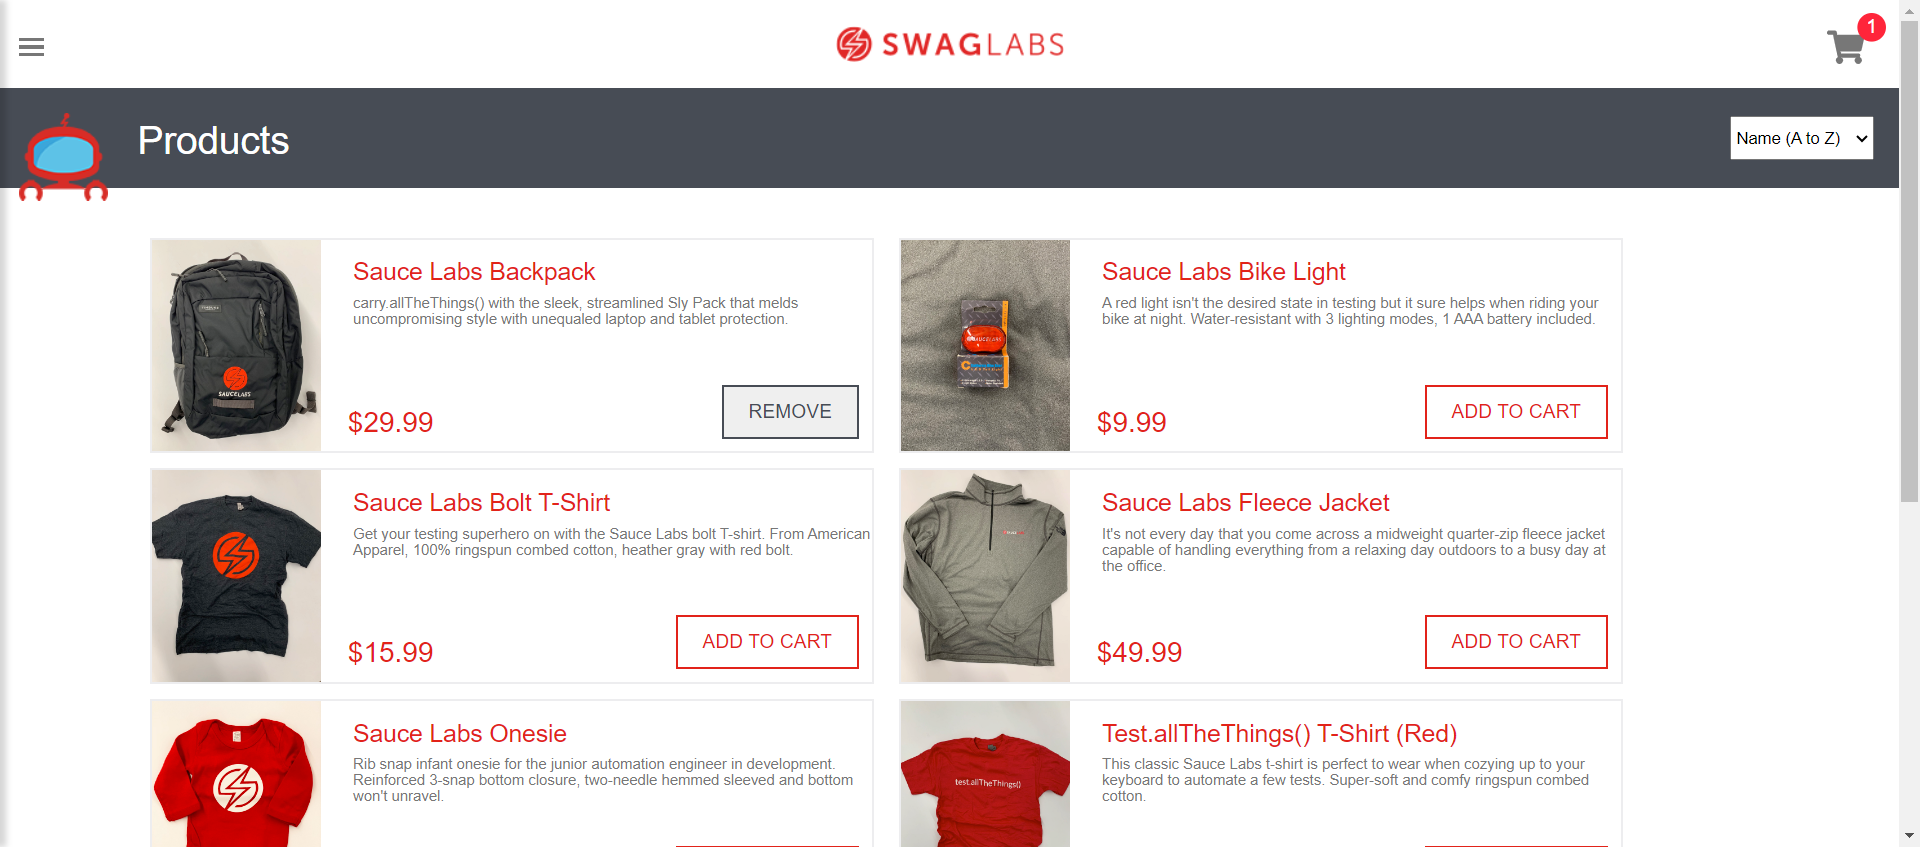 SWAGLABS
1
Products
Name (A to Z)
Sauce Labs Backpack
carry.allTheThings() with the sleek, streamlined Sly Pack that melds
uncompromising style with unequaled laptop and tablet protection.
$29.99
REMOVE
SAUCELABS
Sauce Labs Bike Light
A red light isn't the desired state in testing but it sure helps when riding your
bike at night. Water-resistant with 3 lighting modes, 1 AAA battery included.
$9.99
ADD TO CART
SAUCELABS
Sauce Labs Bolt T-Shirt
Get your testing superhero on with the Sauce Labs bolt T-shirt. From American
Apparel, 100% ringspun combed cotton, heather gray with red bolt.
$15.99
ADD TO CART
Sauce Labs Fleece Jacket
It's not every day that you come across a midweight quarter-zip fleece jacket
capable of handling everything from a relaxing day outdoors to a busy day at
the office.
$49.99
ADD TO CART
Sauce Labs Onesie
Rib snap infant onesie for the junior automation engineer in development.
Reinforced 3-snap bottom closure, two-needle hemmed sleeved and bottom
won't unravel.
Test.allTheThings() T-Shirt (Red)
This classic Sauce Labs t-shirt is perfect to wear when cozying up to your
keyboard to automate a few tests. Super-soft and comfy ringspun combed
cotton.
test.allTheThings()